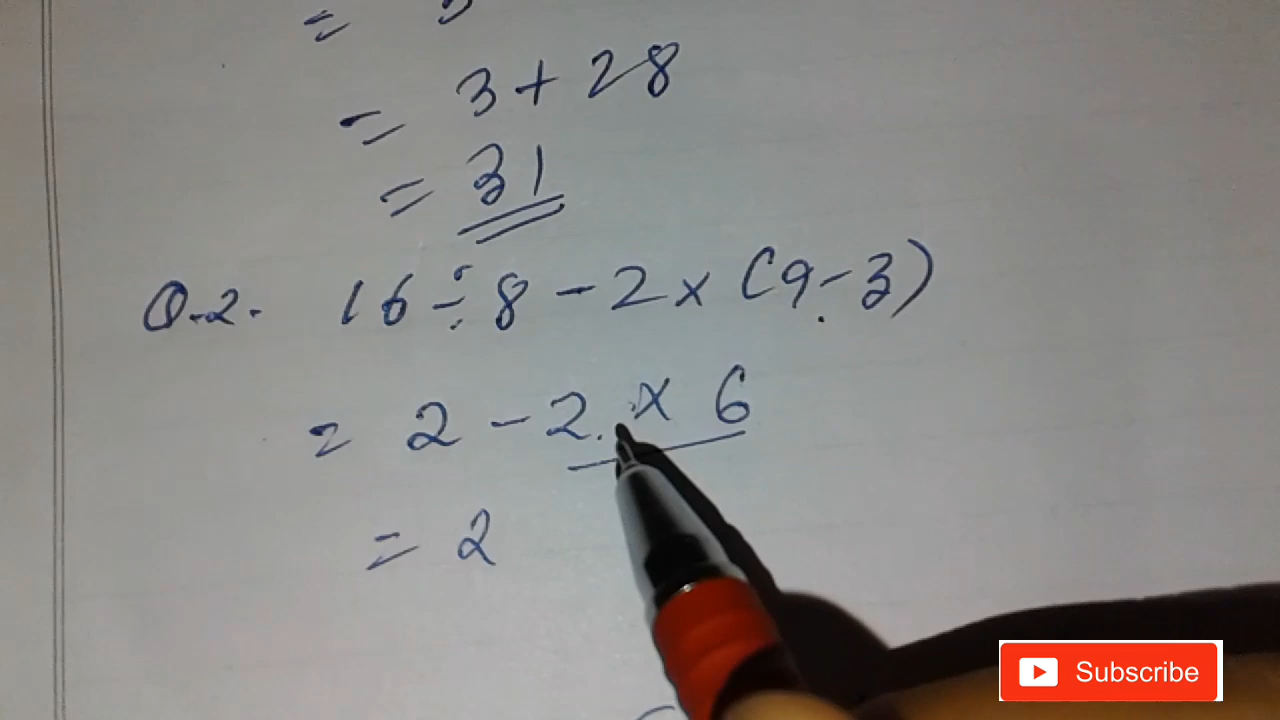 =
= 3 + 28
= 31
Q.2. 16 ÷ 8 - 2 × (9 - 3)
= 2 - 2 × 6
= 2
Subscribe